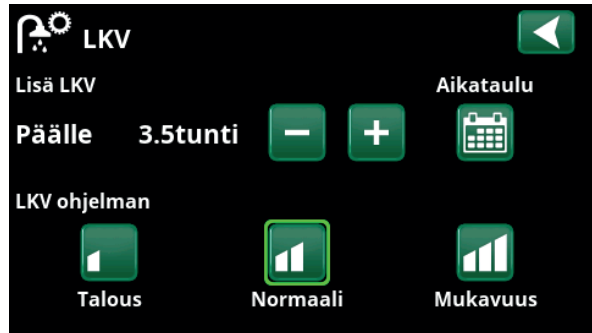 LKV
Lisä LKV Aikataulu
Päälle 3.5tunti - +
LKV ohjelman
Talous Normaali Mukavuus